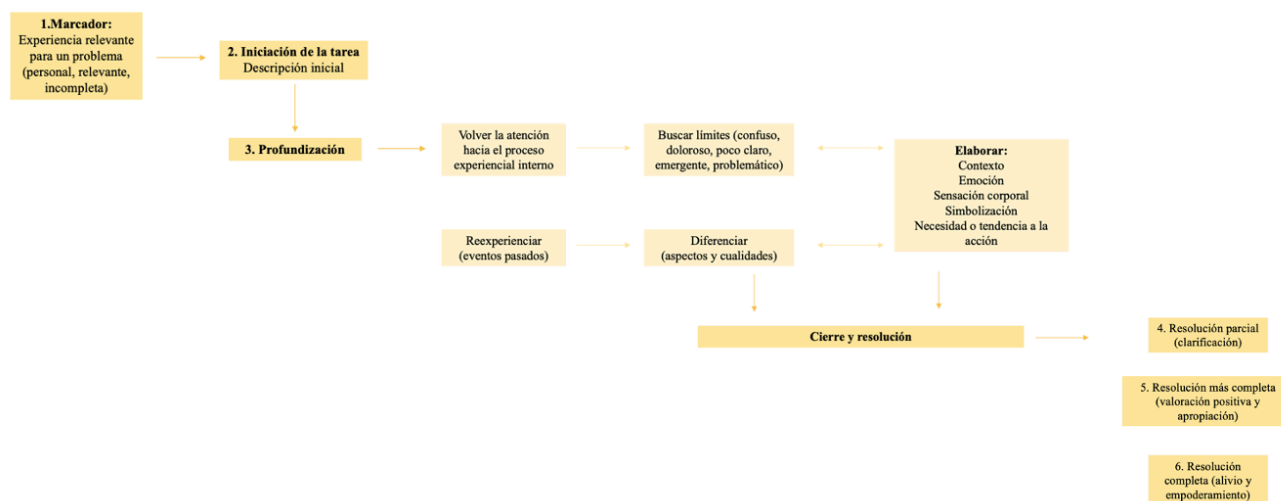 1.Marcador:
Experiencia relevante
para un problema
(personal, relevante,
incompleta)
2. Iniciación de la tarea
Descripción inicial
3. Profundización
Volver la atención
hacia el proceso
experiencial interno
Buscar límites (confuso,
doloroso, poco claro,
emergente, problemático)
Elaborar:
Contexto
Emoción
Sensación corporal
Simbolización
Necesidad o tendencia a la
acción
Reexperienciar
(eventos pasados)
Diferenciar
(aspectos y cualidades)
Cierre y resolución
4. Resolución parcial
(clarificación)
5. Resolución más completa
(valoración positiva y
apropiación)
6. Resolución
completa (alivio y
empoderamiento)